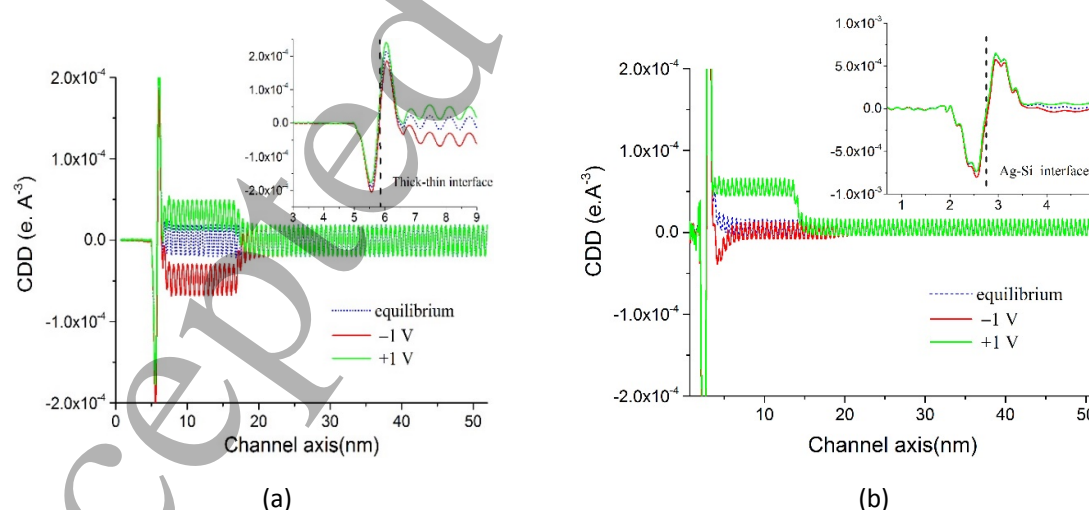 2.0x10⁻⁴
1.0x10⁻⁴
0.0
-1.0x10⁻⁴
-2.0x10⁻⁴
CDD (e. A⁻³)
0 10 20 30 40 50
Channel axis(nm)
2.0x10⁻⁴
1.0x10⁻⁴
0.0
-1.0x10⁻⁴
-2.0x10⁻⁴
3 4 5 6 7 8 9
Thick-thin interface
equilibrium
−1 V
+1 V
(a)
2.0x10⁻⁴
1.0x10⁻⁴
0.0
-1.0x10⁻⁴
-2.0x10⁻⁴
CDD (e. A⁻³)
10 20 30 40 50
Channel axis(nm)
1.0x10⁻³
5.0x10⁻⁴
0.0
-5.0x10⁻⁴
-1.0x10⁻³
1 2 3 4
Ag-Si interface
equilibrium
−1 V
+1 V
(b)
cepted